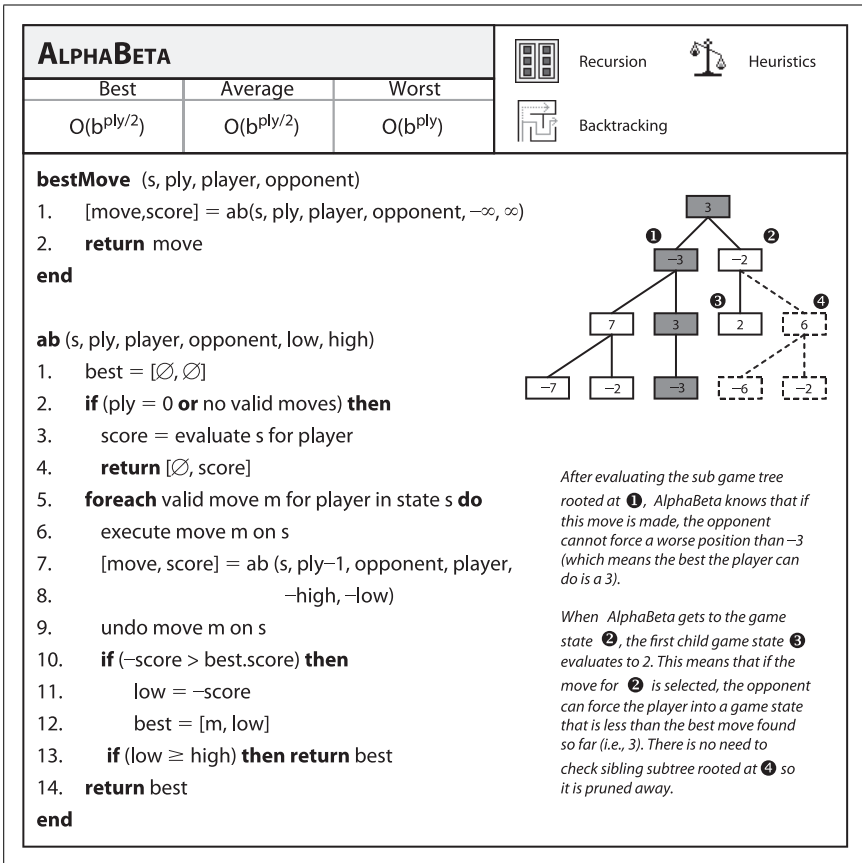 ALPHABETA
Recursion
Heuristics
Best Average Worst
O(b^ply/2) O(b^ply/2) O(b^ply)
Backtracking
bestMove (s, ply, player, opponent)
1. [move,score] = ab(s, ply, player, opponent, −∞, ∞)
2. return move
end
ab (s, ply, player, opponent, low, high)
1. best = [∅, ∅]
2. if (ply = 0 or no valid moves) then
3. score = evaluate s for player
4. return [∅, score]
5. foreach valid move m for player in state s do
6. execute move m on s
7. [move, score] = ab (s, ply−1, opponent, player,
8. −high, −low)
9. undo move m on s
10. if (−score > best.score) then
11. low = −score
12. best = [m, low]
13. if (low ≥ high) then return best
14. return best
end
3
❶ ❷
−3 −2
❸ ❹
7 3 2 6
−7 −2 −3 −6 −2
After evaluating the sub game tree
rooted at ❶, AlphaBeta knows that if
this move is made, the opponent
cannot force a worse position than −3
(which means the best the player can
do is a 3).
When AlphaBeta gets to the game
state ❷, the first child game state ❸
evaluates to 2. This means that if the
move for ❷ is selected, the opponent
can force the player into a game state
that is less than the best move found
so far (i.e., 3). There is no need to
check sibling subtree rooted at ❹ so
it is pruned away.